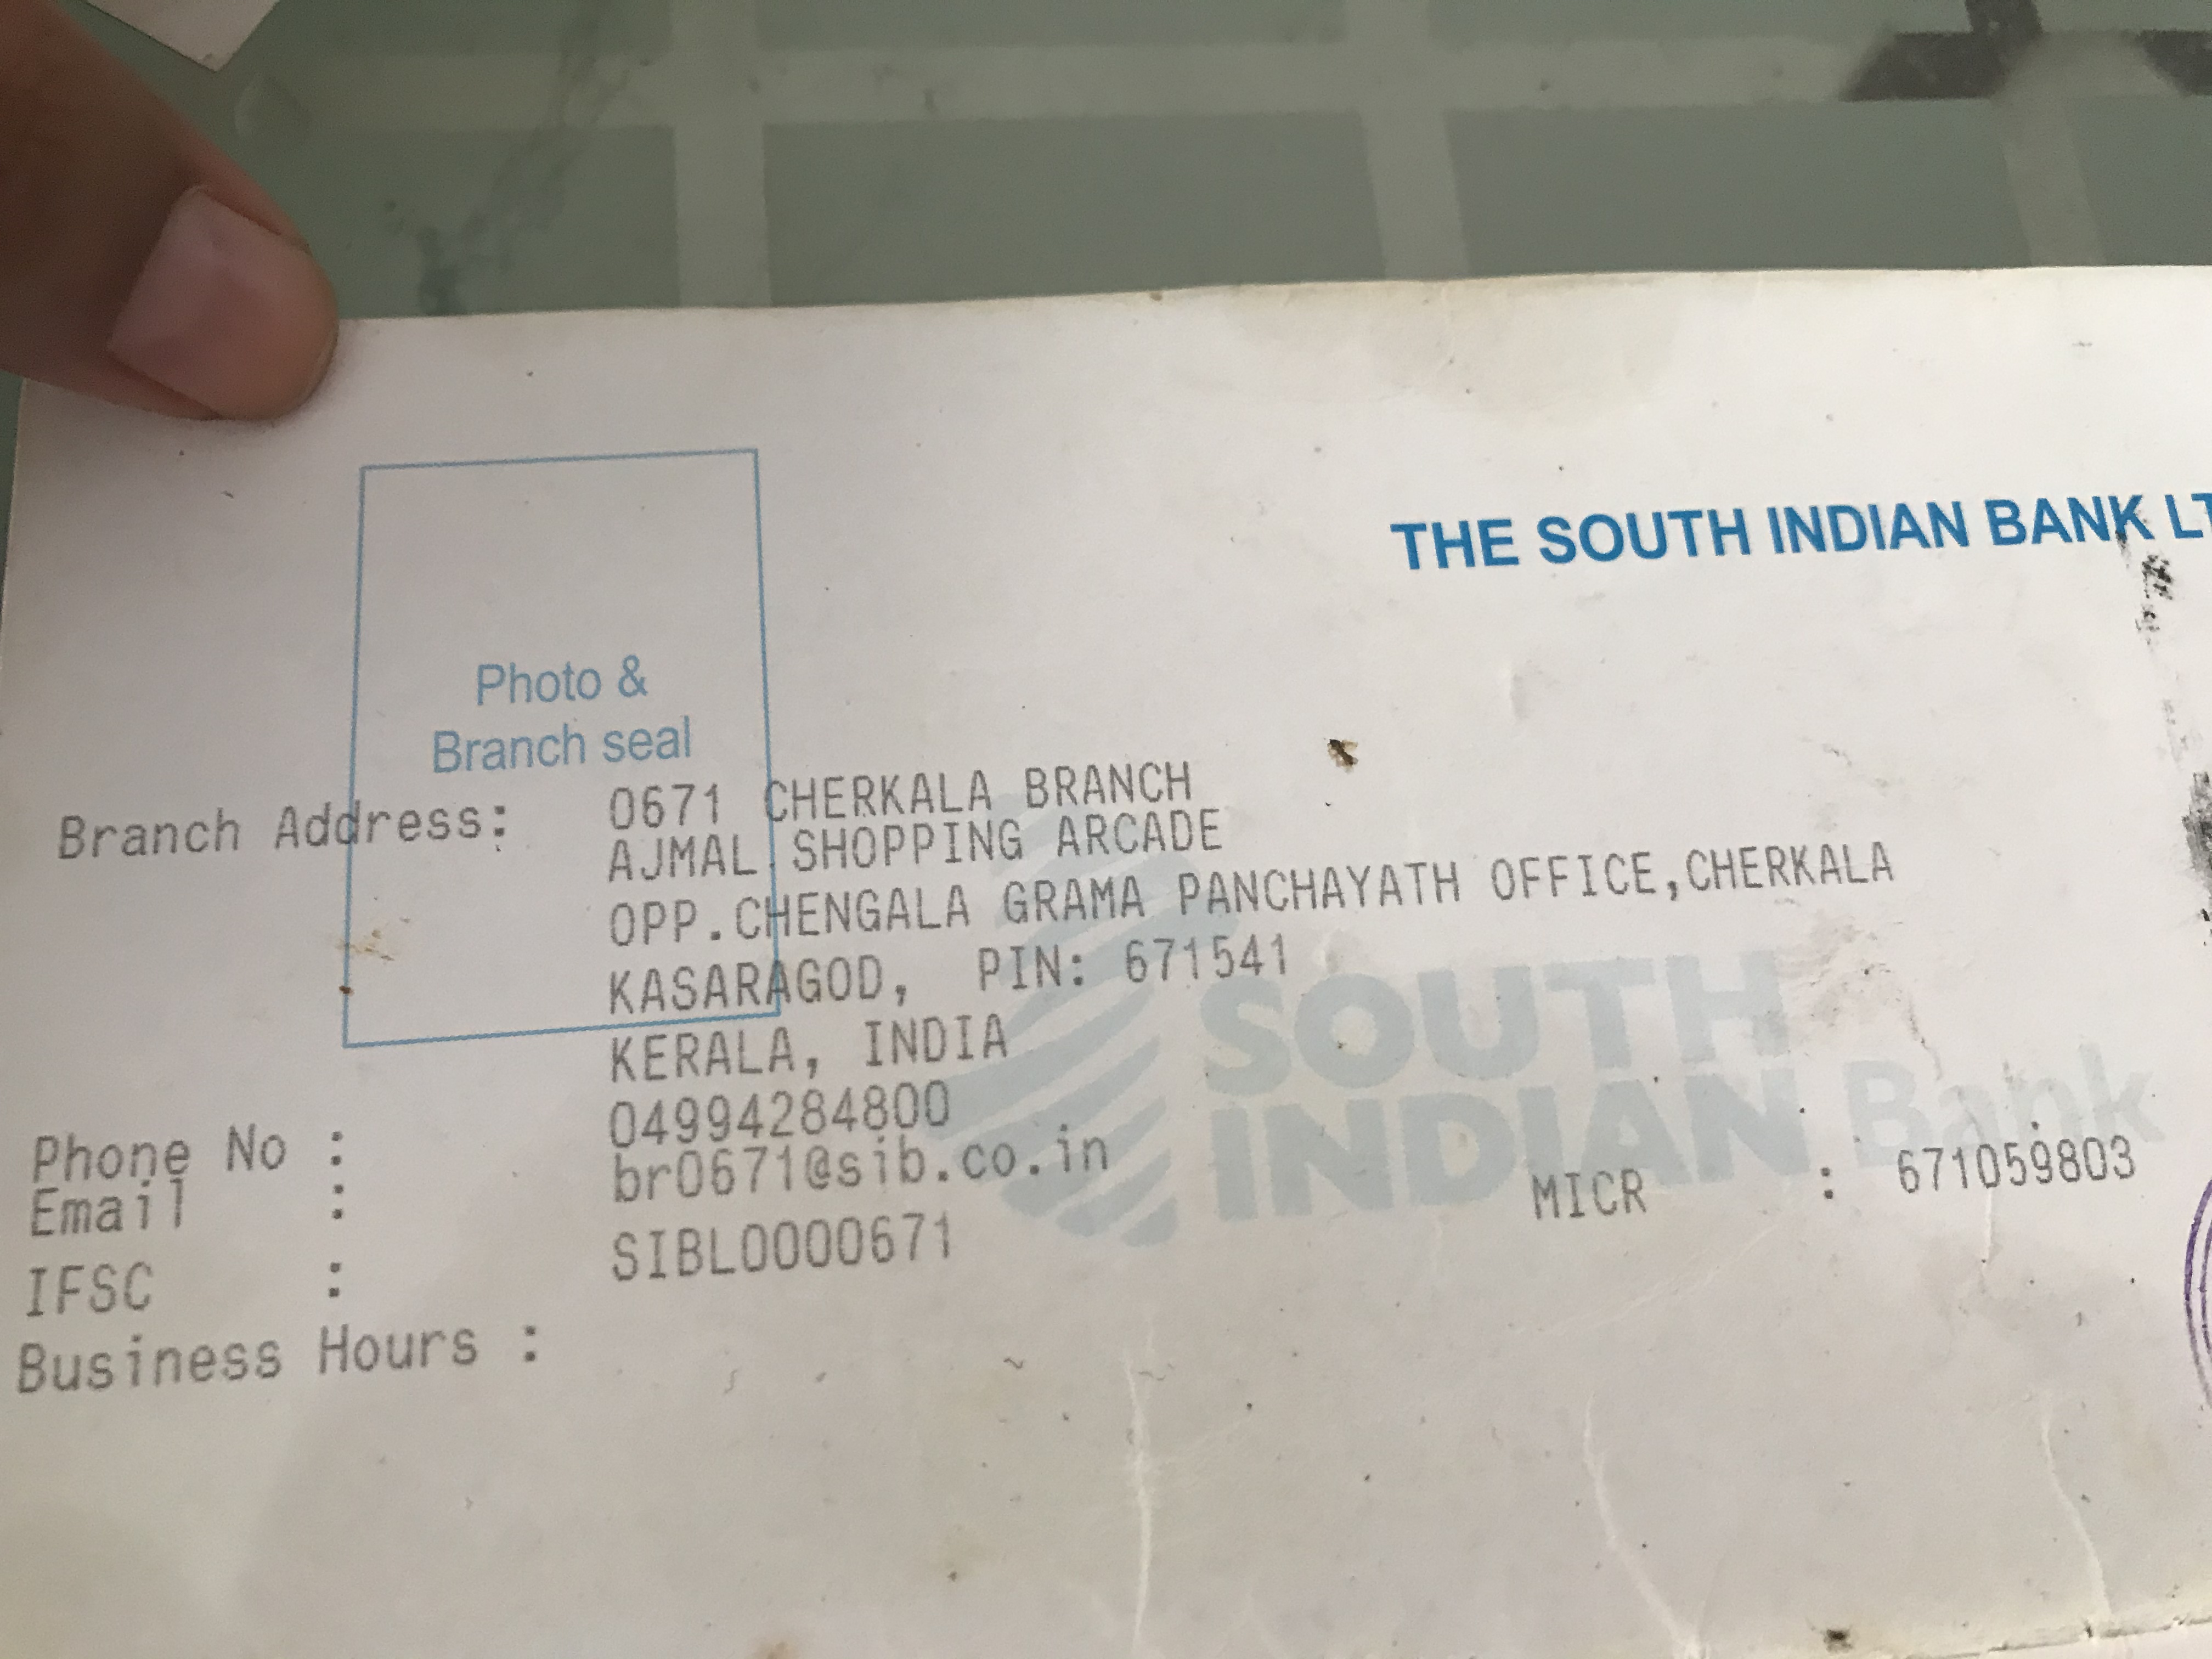 THE SOUTH INDIAN BANK LT
Photo &
Branch seal
Branch Address: 0671 CHERKALA BRANCH
AJMAL SHOPPING ARCADE
OPP.CHENGALA GRAMA PANCHAYATH OFFICE,CHERKALA
KASARAGOD, PIN: 671541
KERALA, INDIA
Phone No : 04994284800
Email : br0671@sib.co.in
IFSC : SIBL0000671 MICR : 671059803
Business Hours :
SOUTH
INDIAN Bank